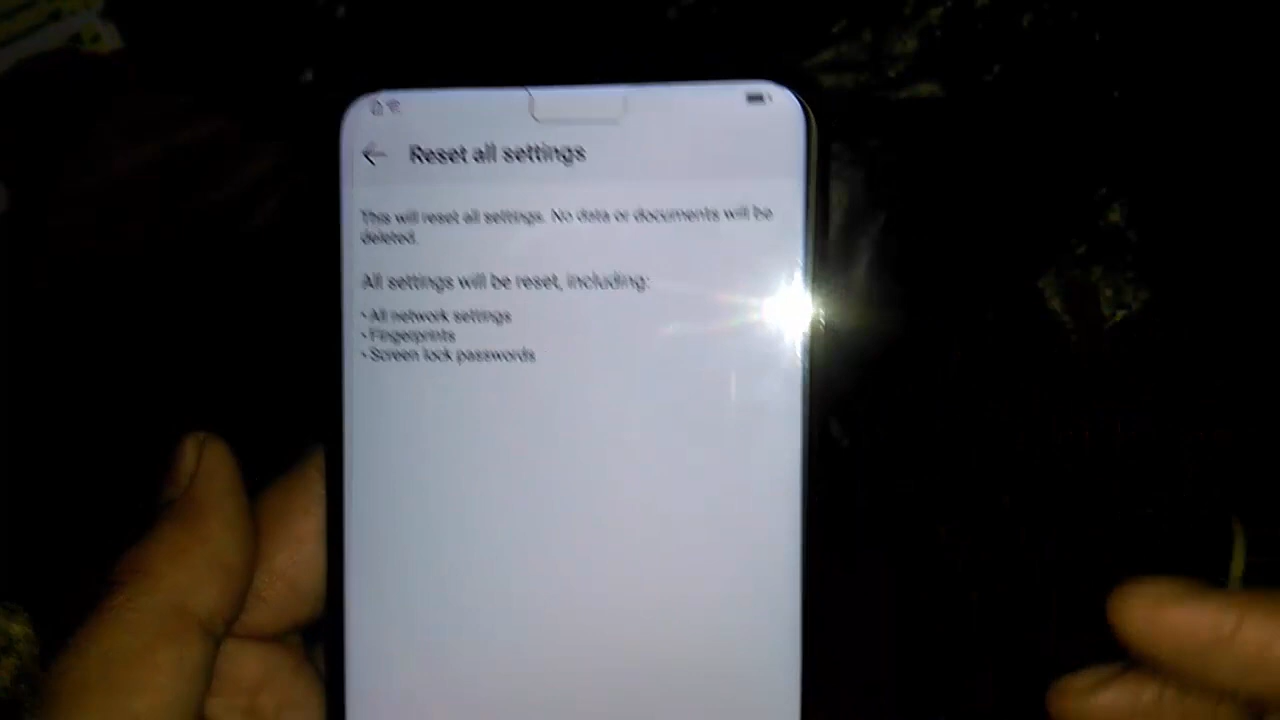 Reset all settings
This will reset all settings. No data or documents will be
deleted.
All settings will be reset, including:
• All network settings
• Fingerprints
• Screen lock passwords